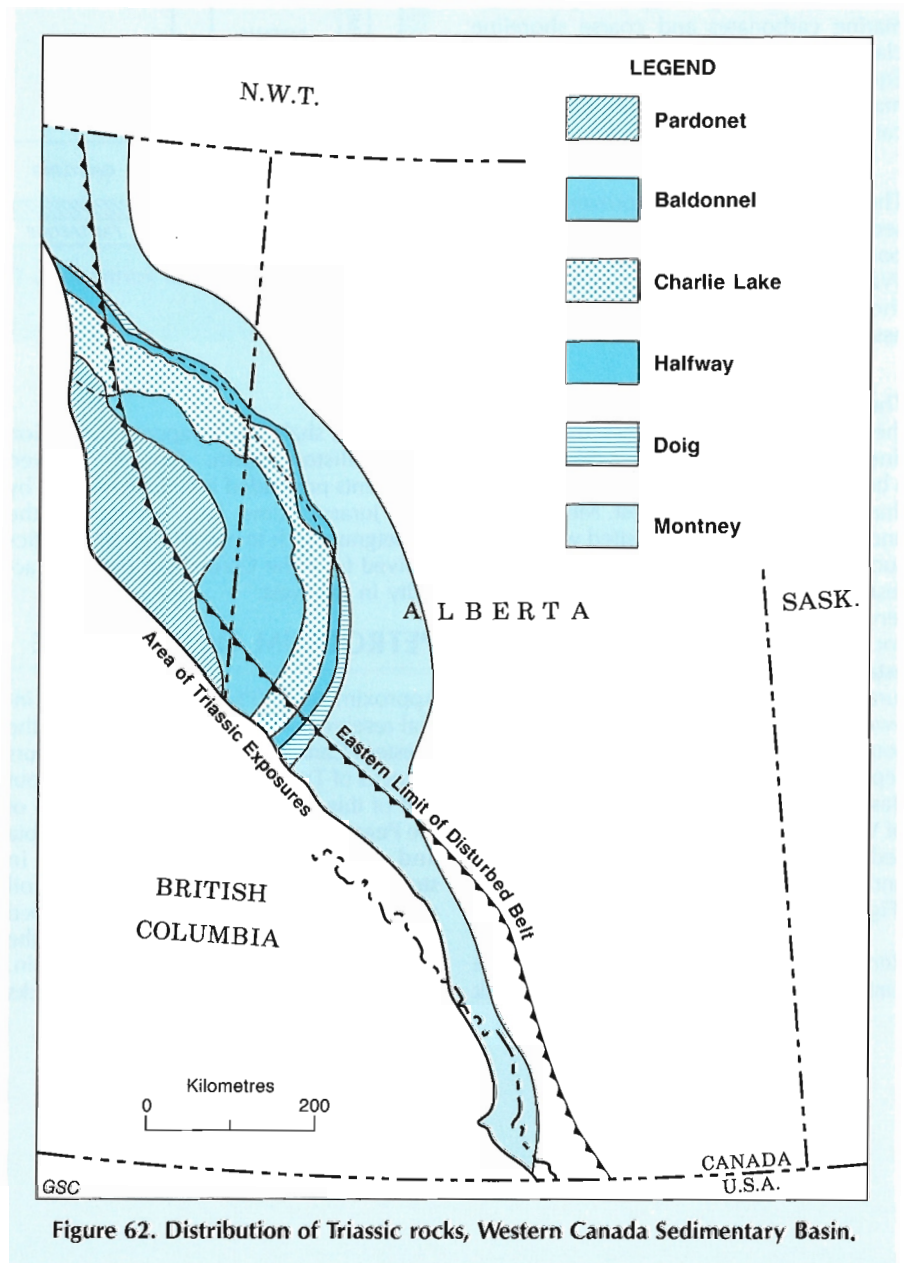 N.W.T.
LEGEND
Pardonet
Baldonnel
Charlie Lake
Halfway
Doig
Montney
ALBERTA
SASK.
Area of Triassic Exposures
Eastern Limit of Disturbed Belt
BRITISH
COLUMBIA
Kilometres
0 200
CANADA
U.S.A.
GSC
Figure 62. Distribution of Triassic rocks, Western Canada Sedimentary Basin.